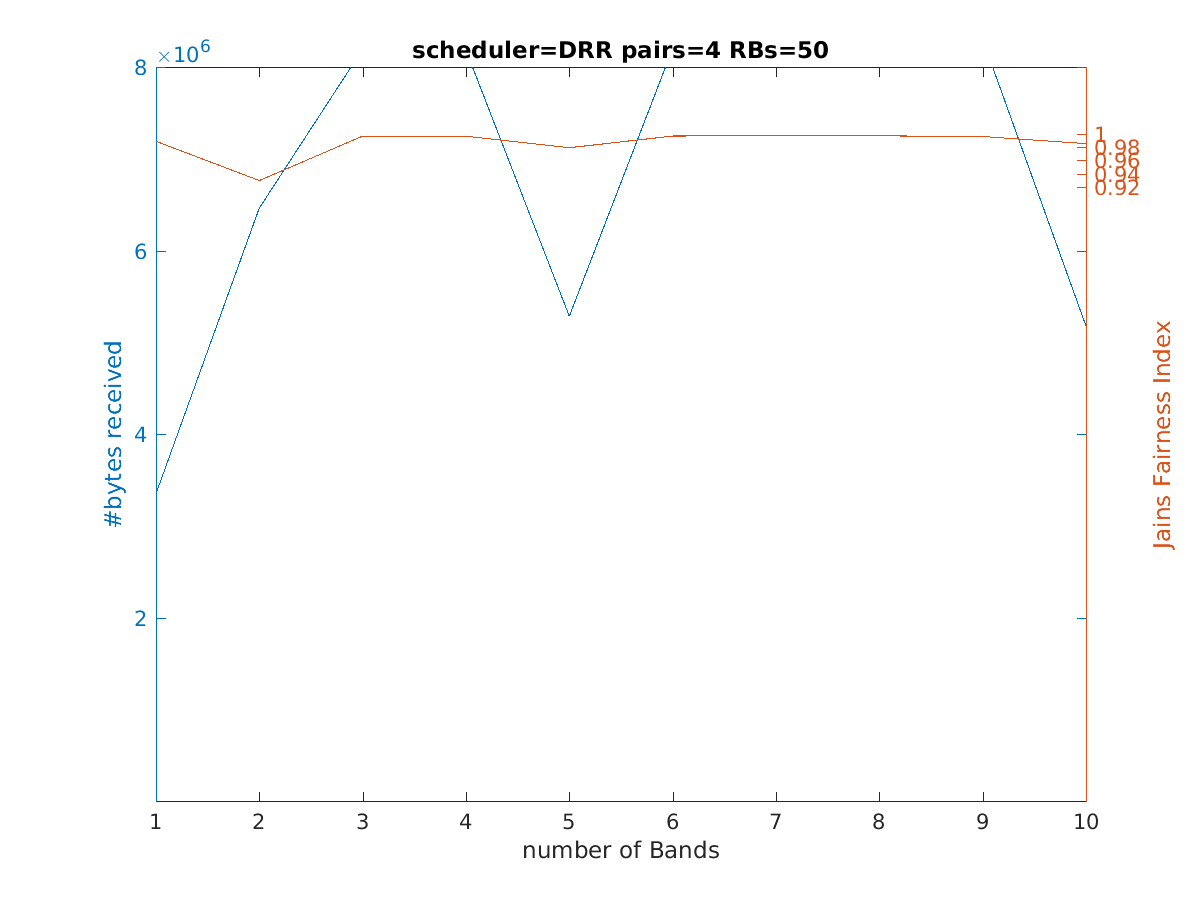 scheduler=DRR pairs=4 RBs=50
×10⁶
8
6
4
2
#bytes received
1
0.98
0.96
0.94
0.92
Jains Fairness Index
1 2 3 4 5 6 7 8 9 10
number of Bands